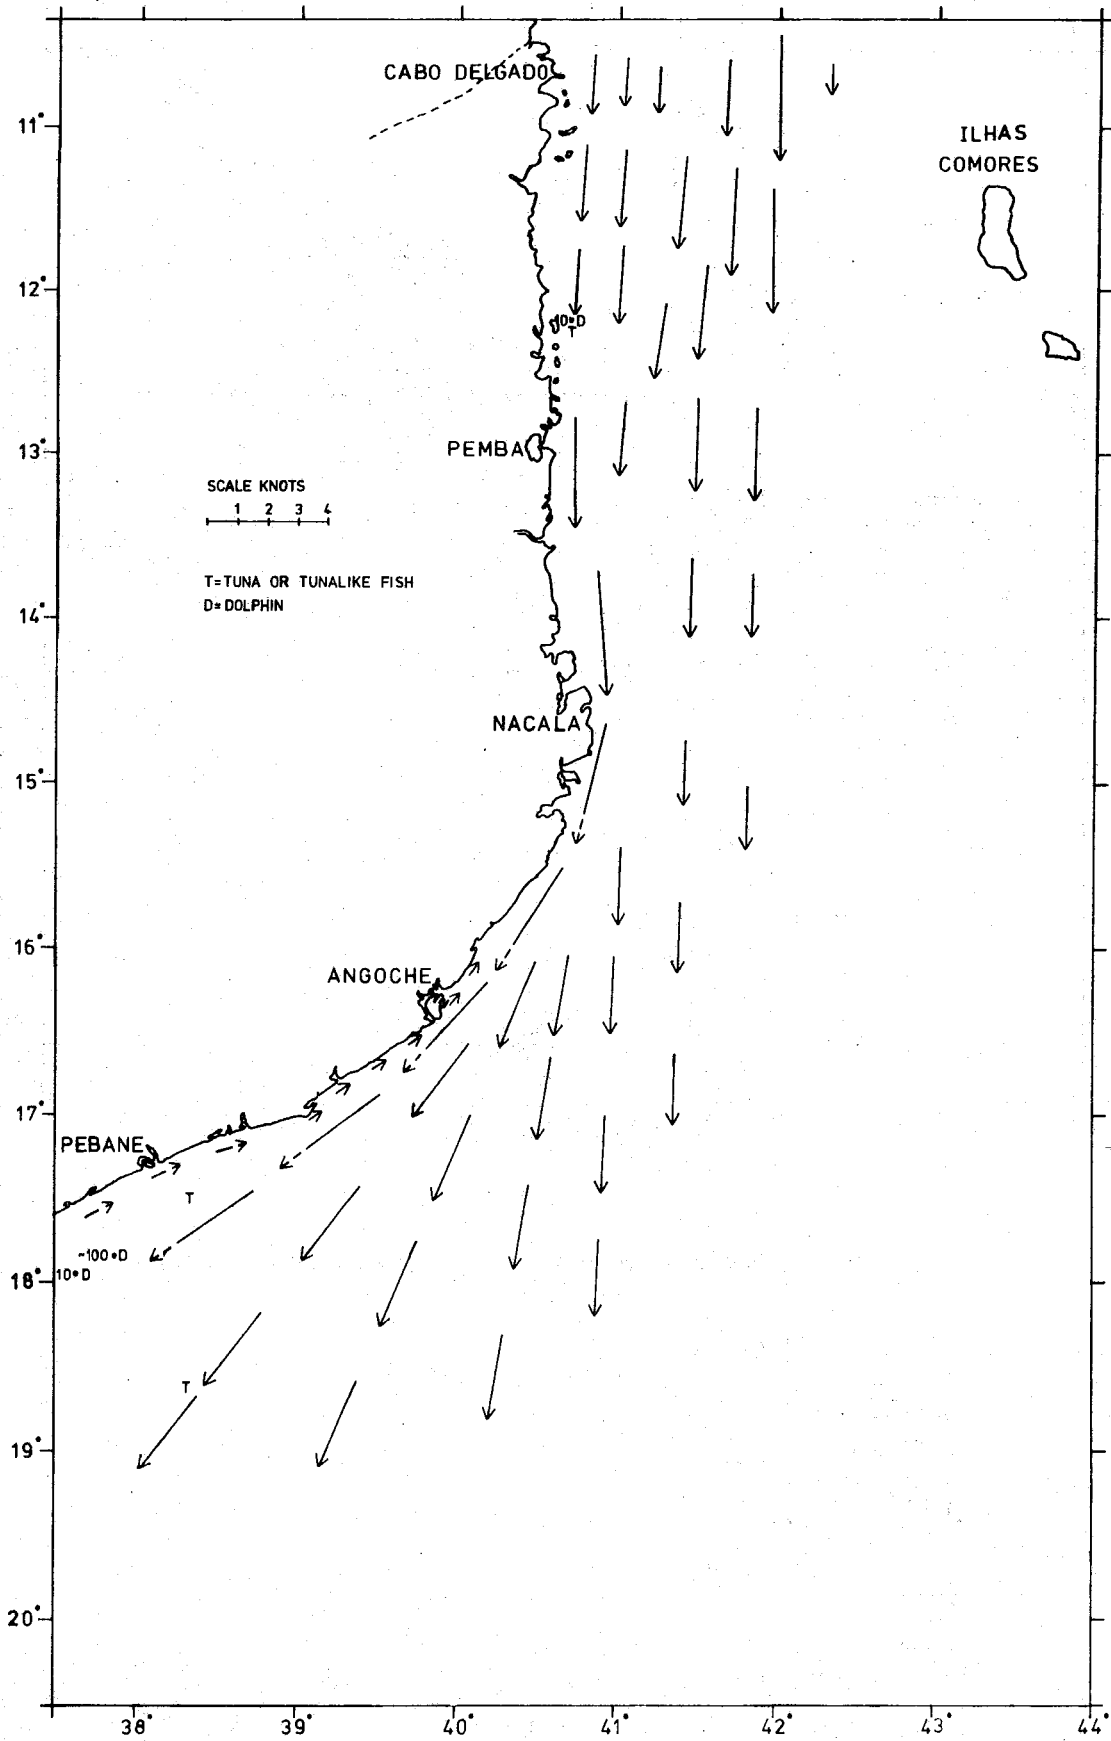 CABO DELGADO
11°
ILHAS
COMORES
12°
10•D
T
PEMBA
13°
SCALE KNOTS
1 2 3 4
T=TUNA OR TUNALIKE FISH
D=DOLPHIN
14°
NACALA
15°
16°
ANGOCHE
17°
PEBANE
T
~100•D
10•D
18°
T
19°
20°
38° 39° 40° 41° 42° 43° 44°